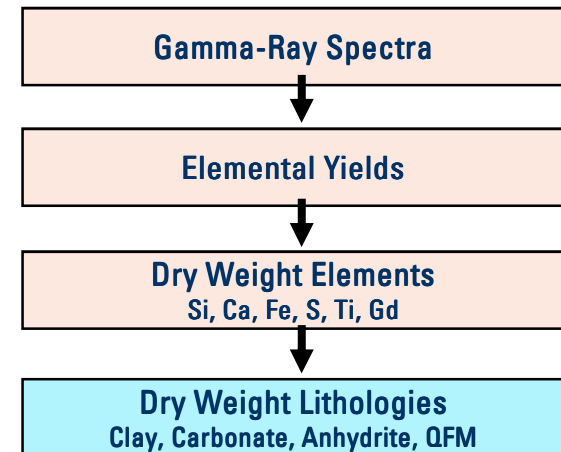 Gamma-Ray Spectra
Elemental Yields
Dry Weight Elements
Si, Ca, Fe, S, Ti, Gd
Dry Weight Lithologies
Clay, Carbonate, Anhydrite, QFM